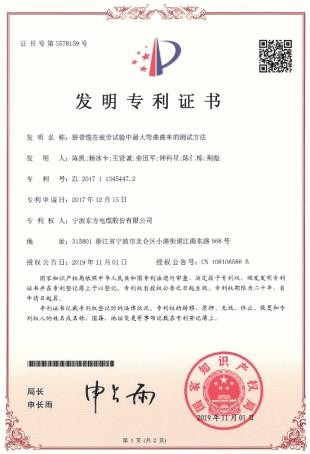 证书号第3578159号
发明专利证书
发明名称：脐带缆在疲劳试验中最大弯曲曲率的测试方法
发明人：陈凯;杨冰卡;王贤诚;俞国军;钟科星;陈仁栋;荆彪
专利号：ZL 2017 1 1345447.2
专利申请日：2017年12月15日
专利权人：宁波东方电缆股份有限公司
地址：315801 浙江省宁波市北仑区小港街道江南东路968号
授权公告日：2019年11月01日 授权公告号：CN 108106586 B
国家知识产权局依照中华人民共和国专利法进行审查，决定授予专利权，颁发发明专利
证书并在专利登记簿上予以登记。专利权自授权公告之日起生效。专利权期限为二十年，自
申请日起算。
专利证书记载专利权登记时的法律状况。专利权的转移、质押、无效、终止、恢复和专利
权人的姓名或名称、国籍、地址变更等事项记载在专利登记簿上。
局长
申长雨
申长雨
国家知识产权局
2019年11月01日
第1页(共2页)